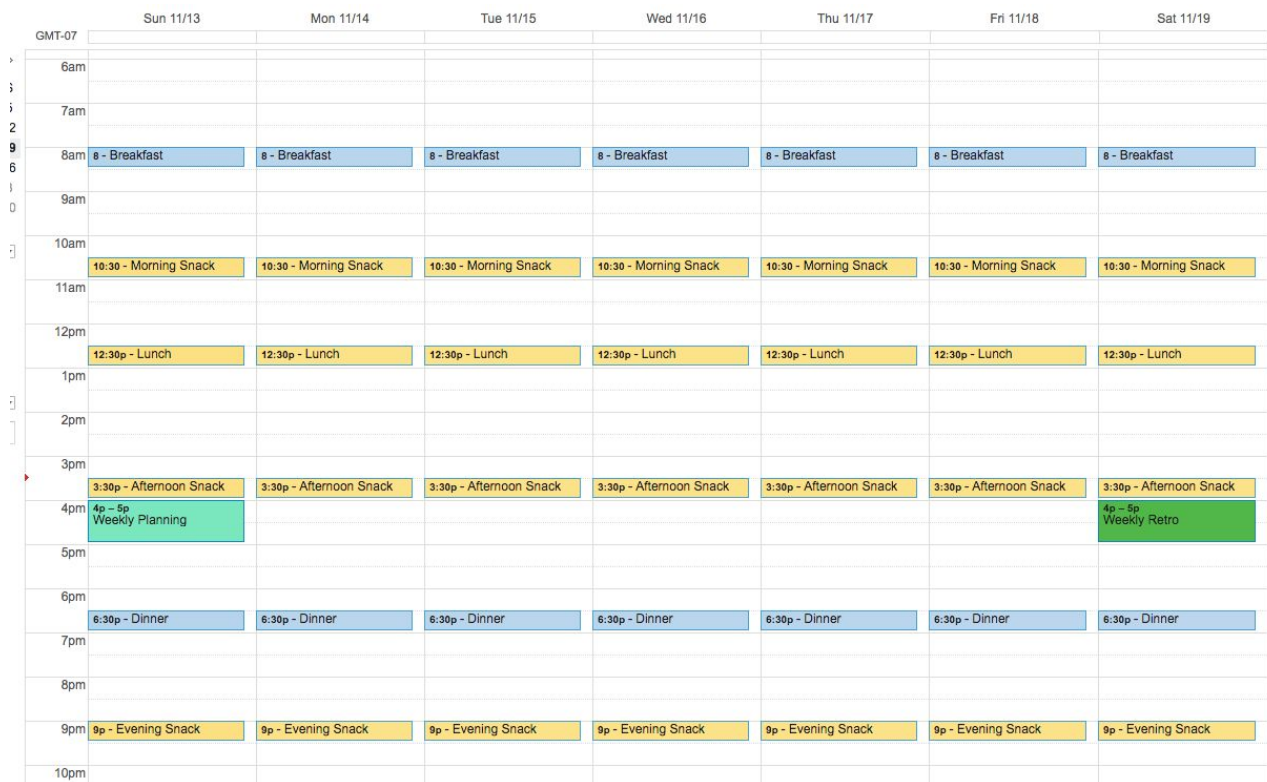 Sun 11/13 Mon 11/14 Tue 11/15 Wed 11/16 Thu 11/17 Fri 11/18 Sat 11/19
GMT-07
6am
7am
8am 8 - Breakfast 8 - Breakfast 8 - Breakfast 8 - Breakfast 8 - Breakfast 8 - Breakfast 8 - Breakfast
9am
10am
10:30 - Morning Snack 10:30 - Morning Snack 10:30 - Morning Snack 10:30 - Morning Snack 10:30 - Morning Snack 10:30 - Morning Snack 10:30 - Morning Snack
11am
12pm
12:30p - Lunch 12:30p - Lunch 12:30p - Lunch 12:30p - Lunch 12:30p - Lunch 12:30p - Lunch 12:30p - Lunch
1pm
2pm
3pm
3:30p - Afternoon Snack 3:30p - Afternoon Snack 3:30p - Afternoon Snack 3:30p - Afternoon Snack 3:30p - Afternoon Snack 3:30p - Afternoon Snack 3:30p - Afternoon Snack
4pm 4p – 5p 4p – 5p
Weekly Planning Weekly Retro
5pm
6pm
6:30p - Dinner 6:30p - Dinner 6:30p - Dinner 6:30p - Dinner 6:30p - Dinner 6:30p - Dinner 6:30p - Dinner
7pm
8pm
9pm 9p - Evening Snack 9p - Evening Snack 9p - Evening Snack 9p - Evening Snack 9p - Evening Snack 9p - Evening Snack 9p - Evening Snack
10pm